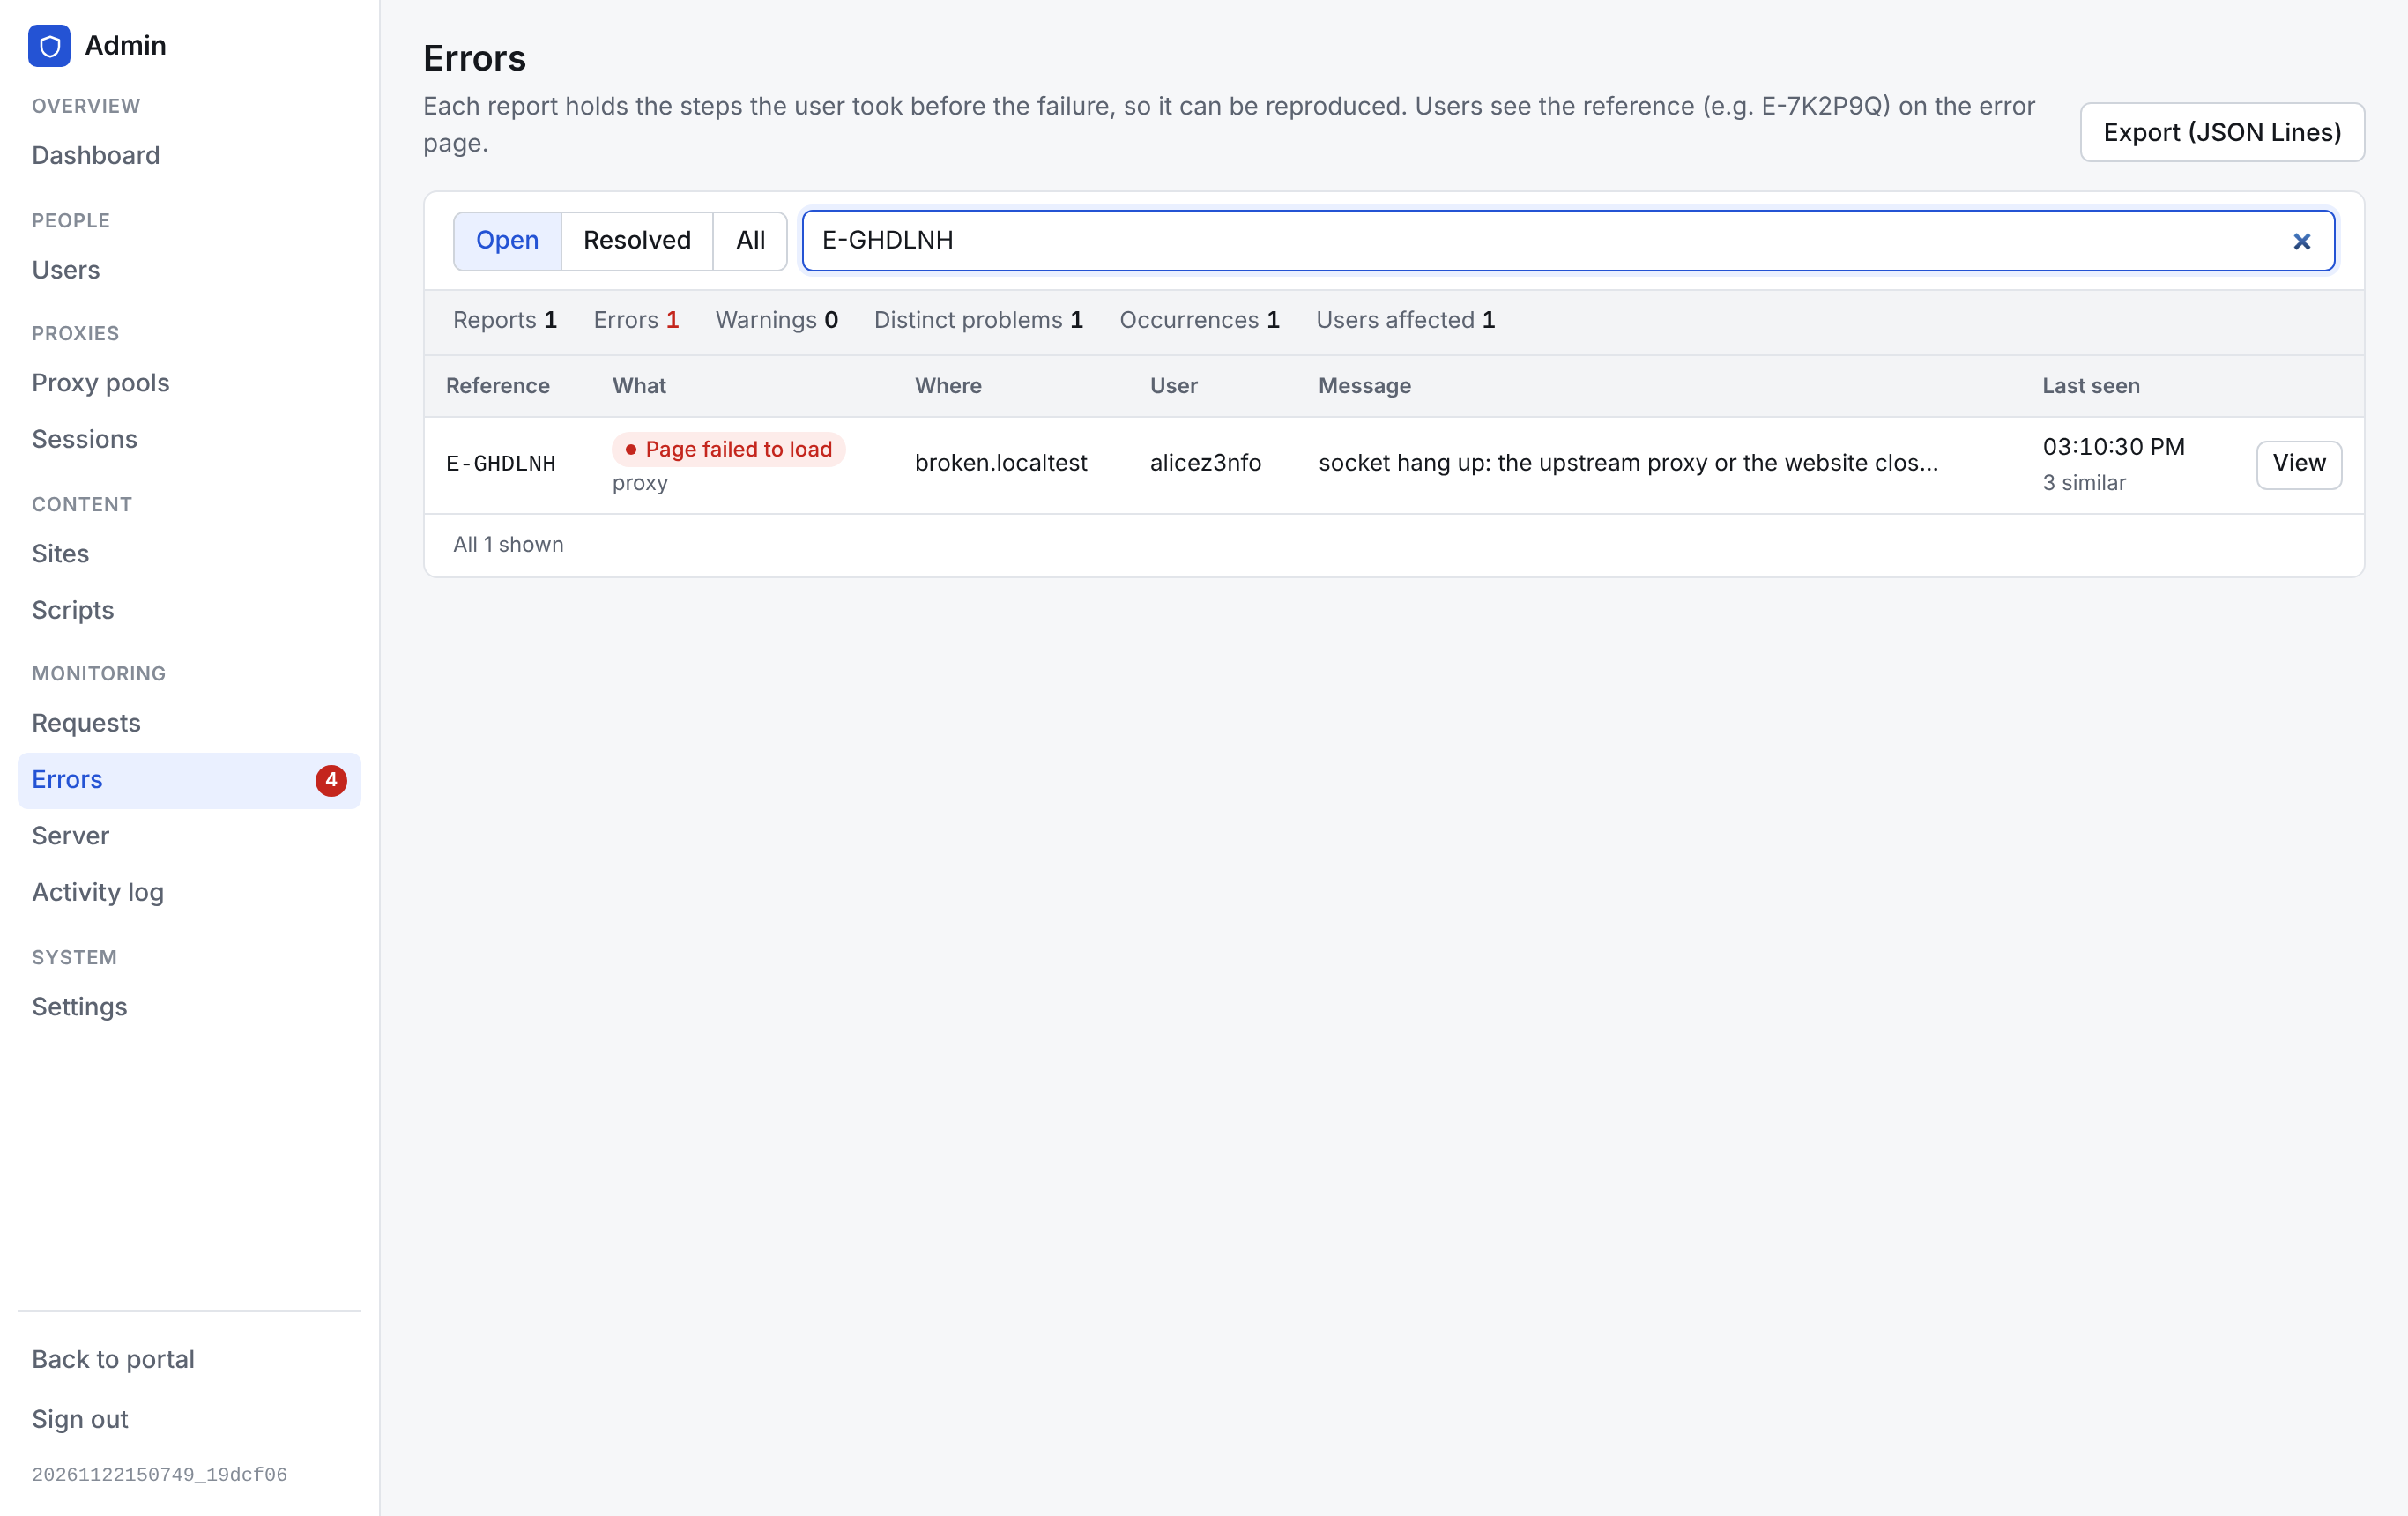 Admin
OVERVIEW
Dashboard
PEOPLE
Users
PROXIES
Proxy pools
Sessions
CONTENT
Sites
Scripts
MONITORING
Requests
Errors 4
Server
Activity log
SYSTEM
Settings
Back to portal
Sign out
20261122150749_19dcf06
Errors
Each report holds the steps the user took before the failure, so it can be reproduced. Users see the reference (e.g. E-7K2P9Q) on the error
page.
Export (JSON Lines)
Open Resolved All E-GHDLNH
Reports 1 Errors 1 Warnings 0 Distinct problems 1 Occurrences 1 Users affected 1
Reference What Where User Message Last seen
E-GHDLNH Page failed to load broken.localtest alicez3nfo socket hang up: the upstream proxy or the website clos... 03:10:30 PM View
proxy 3 similar
All 1 shown